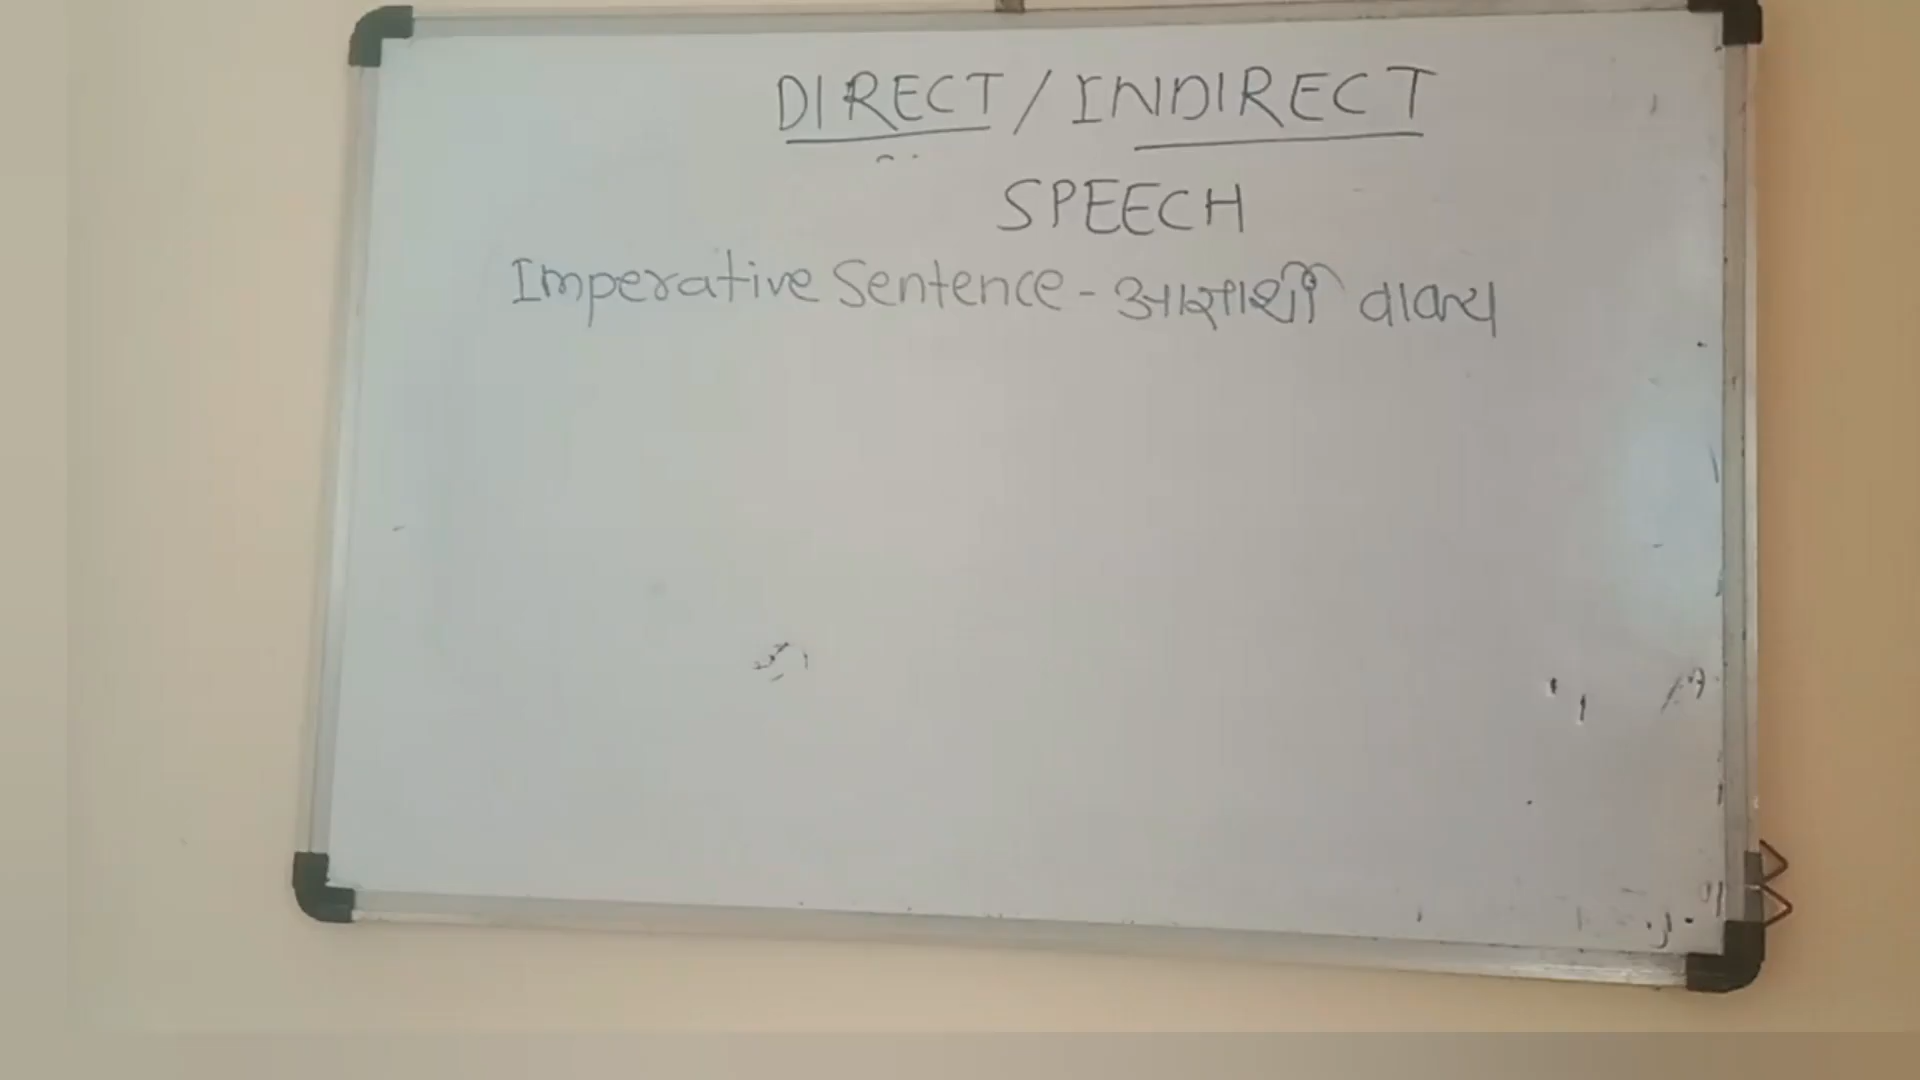 DIRECT / INDIRECT
SPEECH
Imperative Sentence - आज्ञार्थी वाक्य